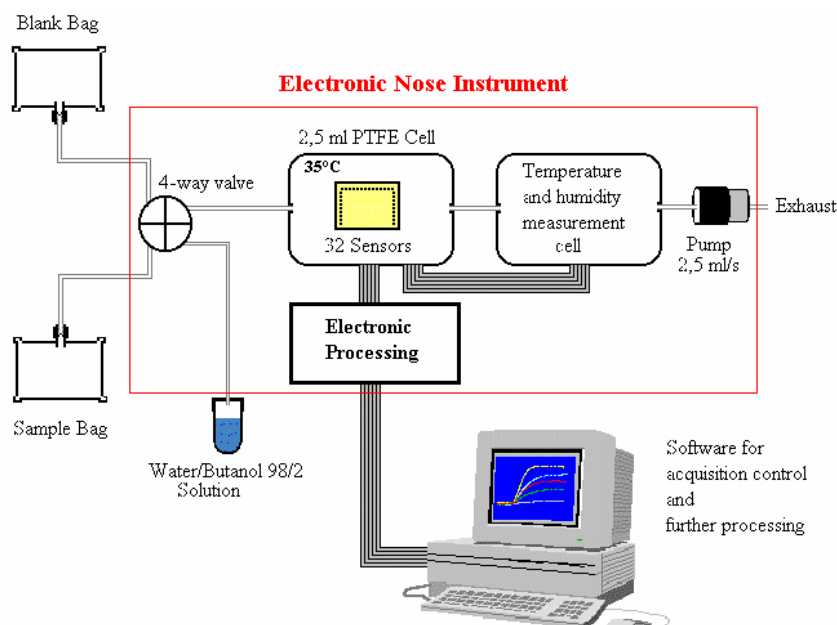 Blank Bag
Electronic Nose Instrument
2,5 ml PTFE Cell
35°C
4-way valve
32 Sensors
Temperature
and humidity
measurement
cell
Exhaust
Pump
2,5 ml/s
Electronic
Processing
Sample Bag
Water/Butanol 98/2
Solution
Software for
acquisition control
and
further processing